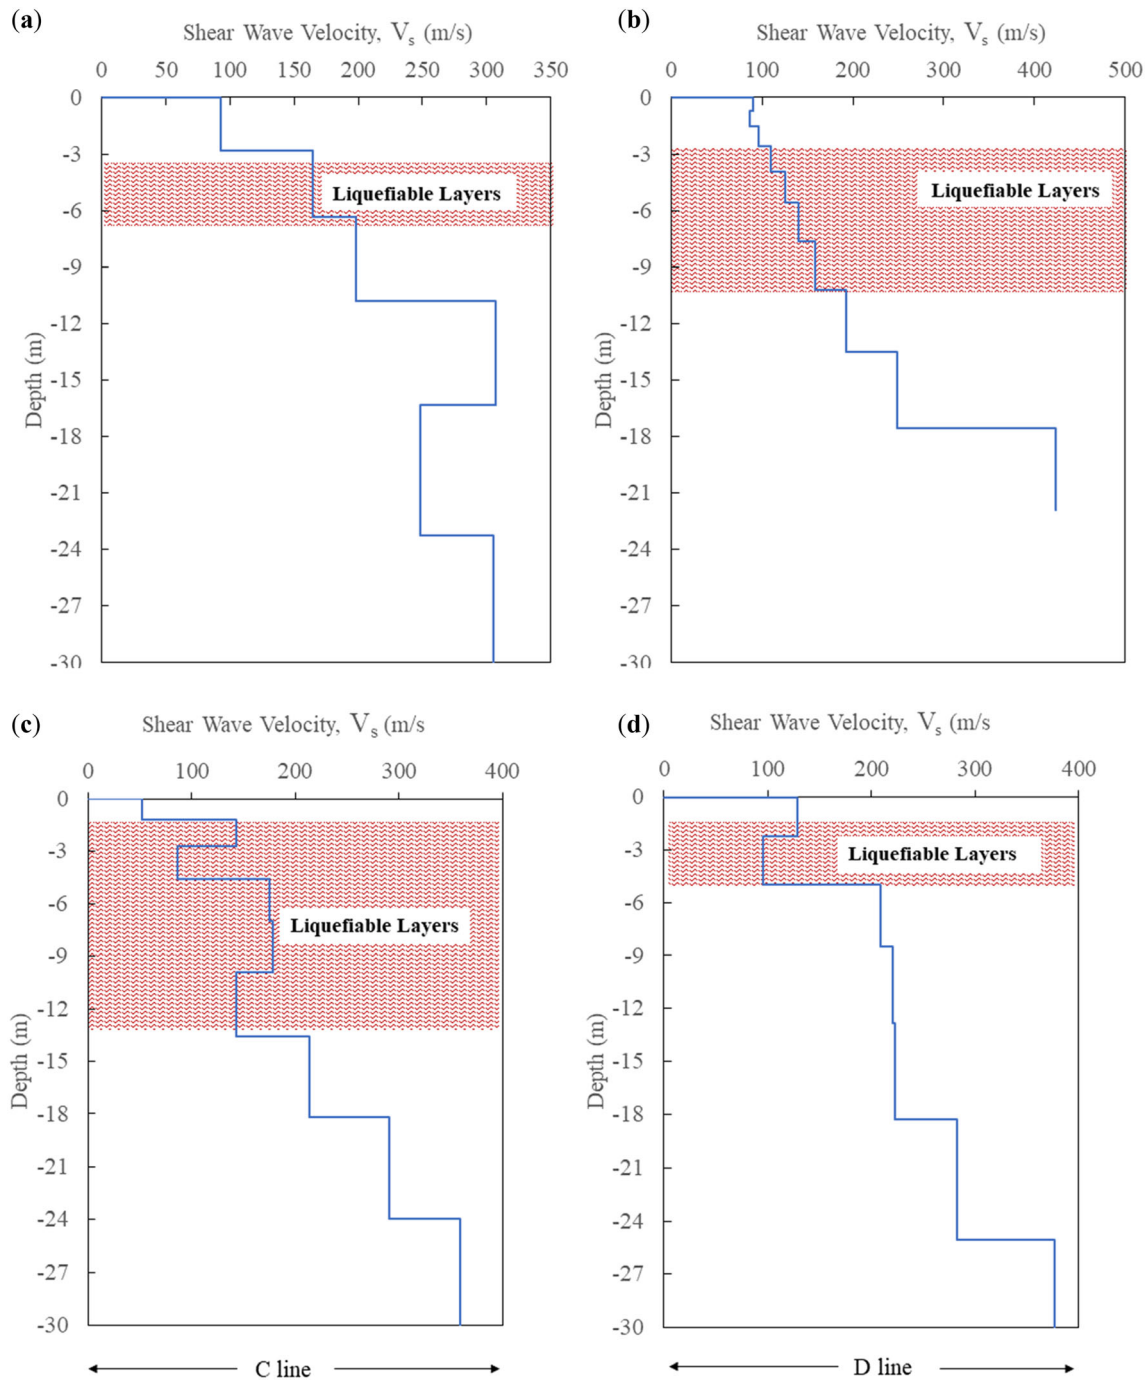 (a)
Shear Wave Velocity, Vs (m/s)
0 50 100 150 200 250 300 350
0
-3
-6
-9
-12
-15
-18
-21
-24
-27
-30
Depth (m)
Liquefiable Layers
(b)
Shear Wave Velocity, Vs (m/s)
0 100 200 300 400 500
0
-3
-6
-9
-12
-15
-18
-21
-24
-27
-30
Depth (m)
Liquefiable Layers
(c)
Shear Wave Velocity, Vs (m/s
0 100 200 300 400
0
-3
-6
-9
-12
-15
-18
-21
-24
-27
-30
Depth (m)
Liquefiable Layers
C line
(d)
Shear Wave Velocity, Vs (m/s
0 100 200 300 400
0
-3
-6
-9
-12
-15
-18
-21
-24
-27
-30
Depth (m)
Liquefiable Layers
D line